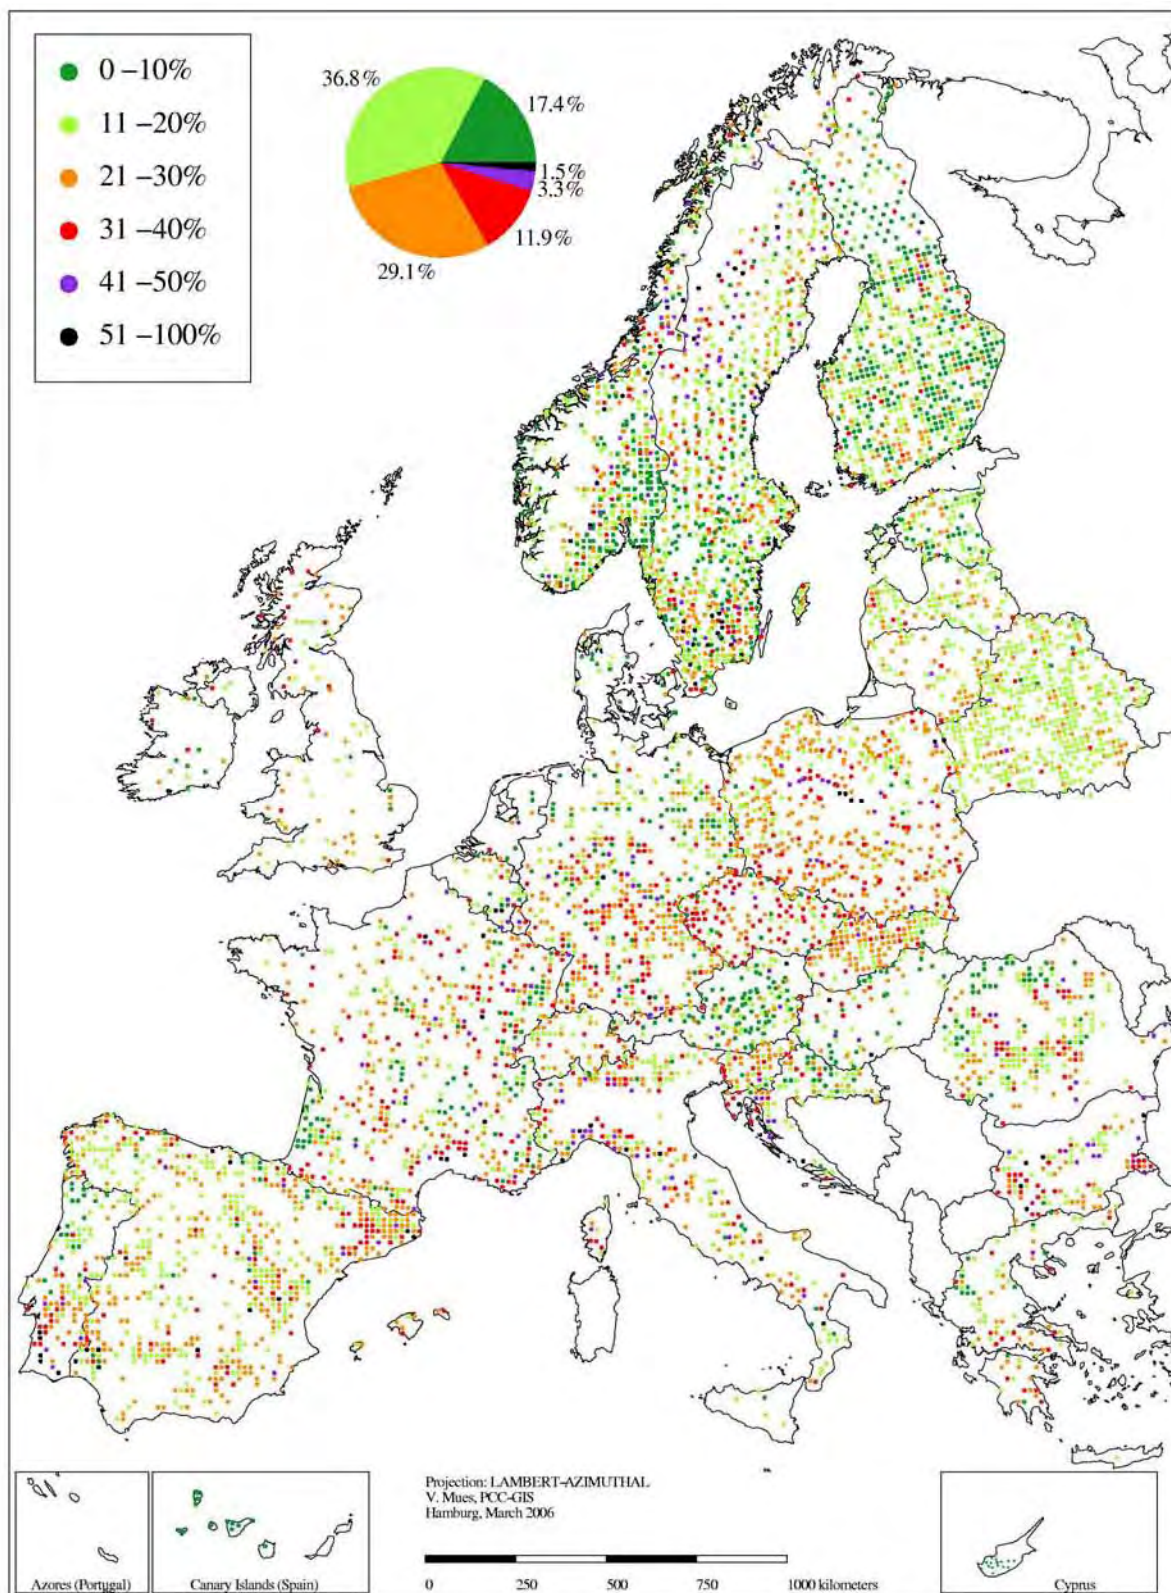 0 –10%
11 –20%
21 –30%
31 –40%
41 –50%
51 –100%
36.8%
17.4%
1.5%
3.3%
11.9%
29.1%
Projection: LAMBERT–AZIMUTHAL
V. Mues, PCC–GIS
Hamburg, March 2006
Azores (Portugal)
Canary Islands (Spain)
0 250 500 750 1000 kilometers
Cyprus